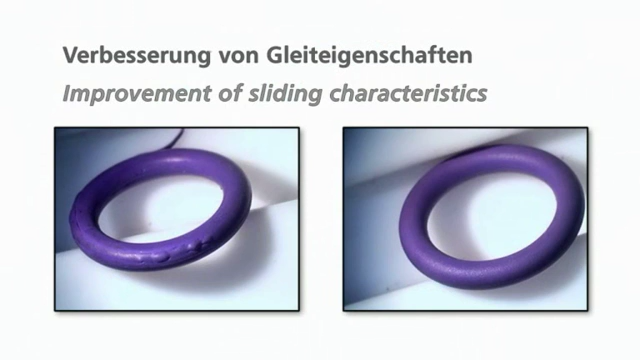 Verbesserung von Gleiteigenschaften
Improvement of sliding characteristics